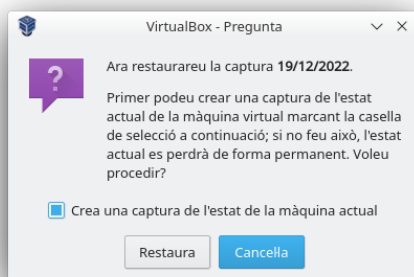 VirtualBox - Pregunta
Ara restaurareu la captura 19/12/2022.
Primer podeu crear una captura de l'estat
actual de la màquina virtual marcant la casella
de selecció a continuació; si no feu això, l'estat
actual es perdrà de forma permanent. Voleu
procedir?
Crea una captura de l'estat de la màquina actual
Restaura
Cancel·la